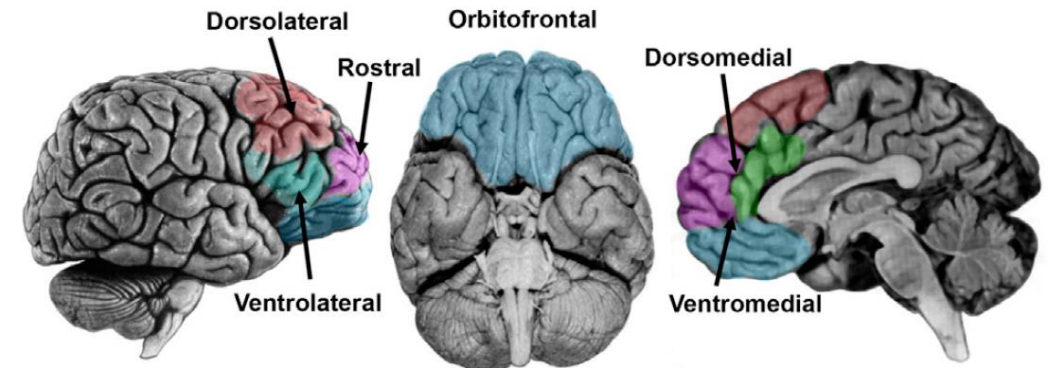 Dorsolateral
Orbitofrontal
Rostral
Dorsomedial
Ventrolateral
Ventromedial